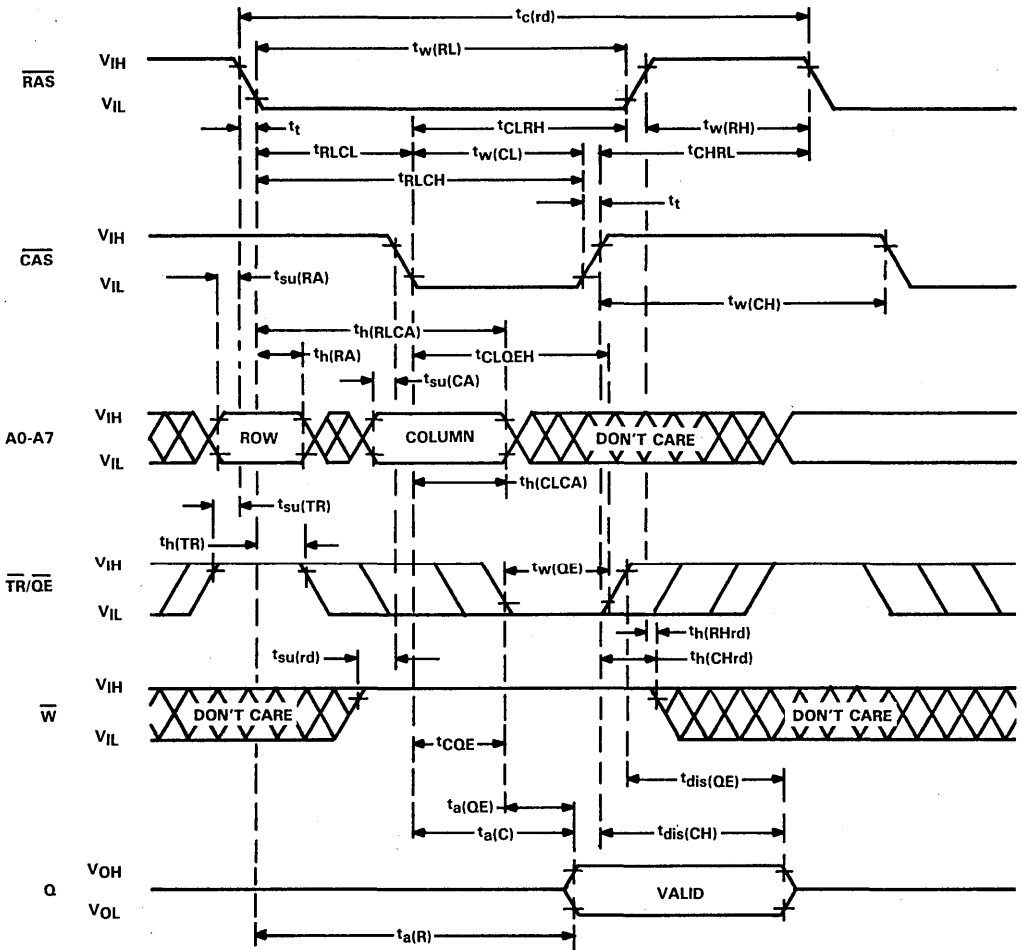 tc(rd)
tw(RL)
RAS
VIH
VIL
tt
tCLRH
tw(RH)
tRLCL
tw(CL)
tCHRL
tRLCH
tt
CAS
VIH
VIL
tsu(RA)
tw(CH)
th(RLCA)
th(RA)
tCLQEH
tsu(CA)
A0-A7
VIH
VIL
ROW
COLUMN
DON'T CARE
th(CLCA)
tsu(TR)
th(TR)
TR/QE
VIH
VIL
tw(QE)
th(RHrd)
tsu(rd)
th(CHrd)
W
VIH
VIL
DON'T CARE
DON'T CARE
tCQE
tdis(QE)
ta(QE)
ta(C)
tdis(CH)
Q
VOH
VOL
VALID
ta(R)